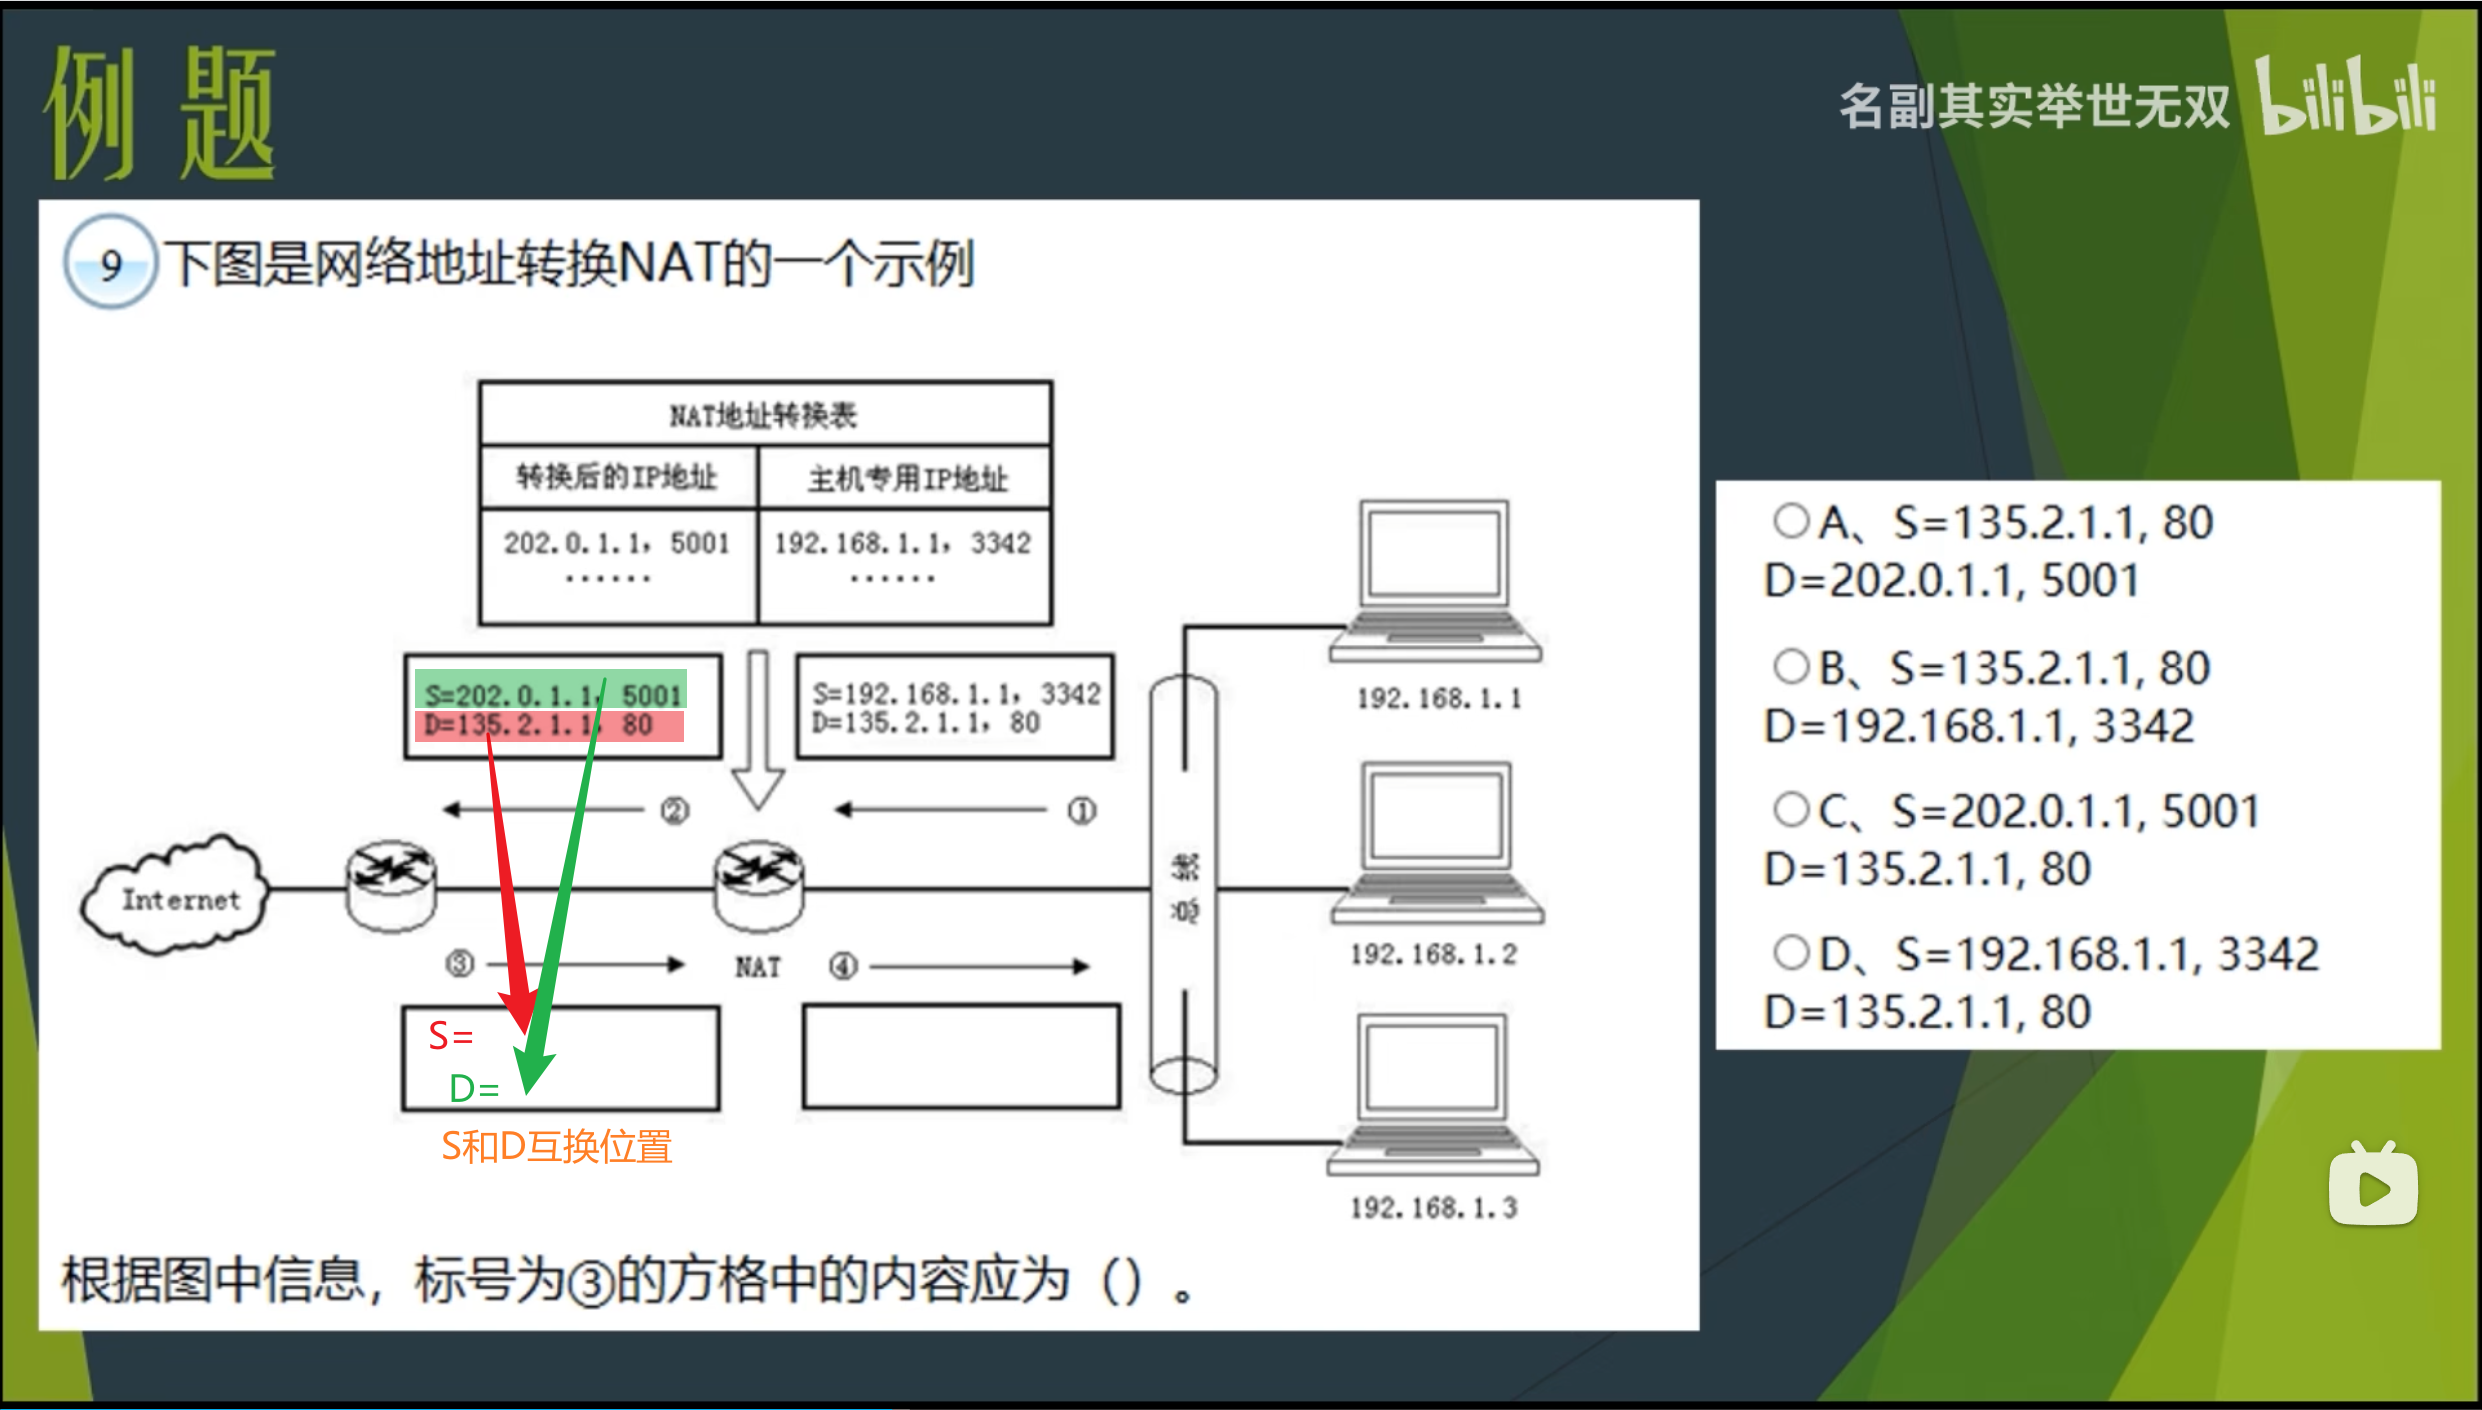 例 题
名副其实举世无双 bilibili
9 下图是网络地址转换NAT的一个示例
NAT地址转换表
转换后的IP地址 主机专用IP地址
202.0.1.1, 5001 192.168.1.1, 3342
...... ......
S=202.0.1.1, 5001
D=135.2.1.1, 80
S=192.168.1.1, 3342
D=135.2.1.1, 80
192.168.1.1
② ①
Internet
总线
192.168.1.2
③ NAT ④
S=
D=
S和D互换位置
192.168.1.3
根据图中信息，标号为③的方格中的内容应为（）。
A、S=135.2.1.1, 80
D=202.0.1.1, 5001
B、S=135.2.1.1, 80
D=192.168.1.1, 3342
C、S=202.0.1.1, 5001
D=135.2.1.1, 80
D、S=192.168.1.1, 3342
D=135.2.1.1, 80